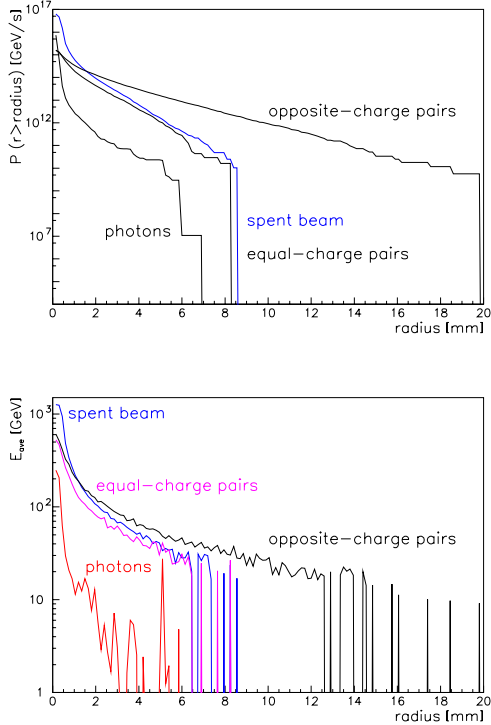 P (r>radius) [GeV/s]
10^17
10^12
10^7
opposite−charge pairs
spent beam
photons
equal−charge pairs
0 2 4 6 8 10 12 14 16 18 20
radius [mm]
E_ave [GeV]
10^3
10^2
10
1
spent beam
equal−charge pairs
opposite−charge pairs
photons
0 2 4 6 8 10 12 14 16 18 20
radius [mm]